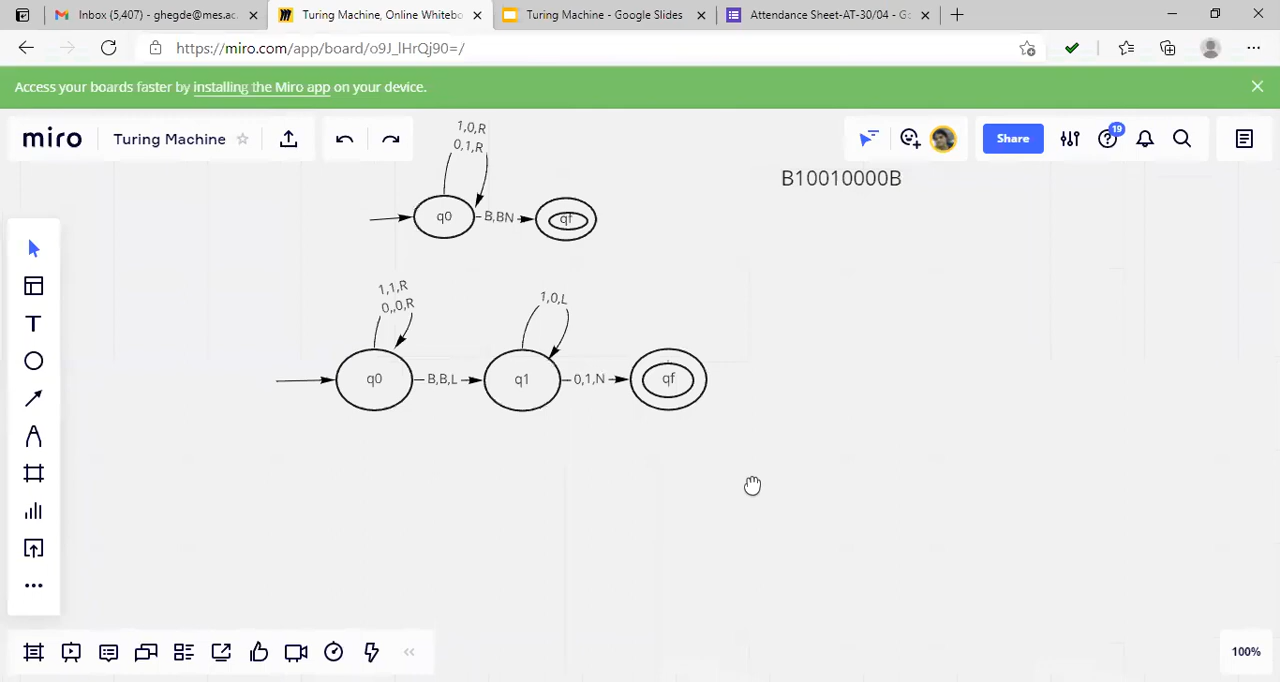 Inbox (5,407) - ghegde@mes.ac.
Turing Machine, Online Whitebo
Turing Machine - Google Slides
Attendance Sheet-AT-30/04 - Go
https://miro.com/app/board/o9J_lHrQj90=/
Access your boards faster by installing the Miro app on your device.
miro
Turing Machine
Share
19
1,0,R
0,1,R
B10010000B
q0
B,BN
qf
1,1,R
0,,0,R
1,0,L
q0
B,B,L
q1
0,1,N
qf
100%